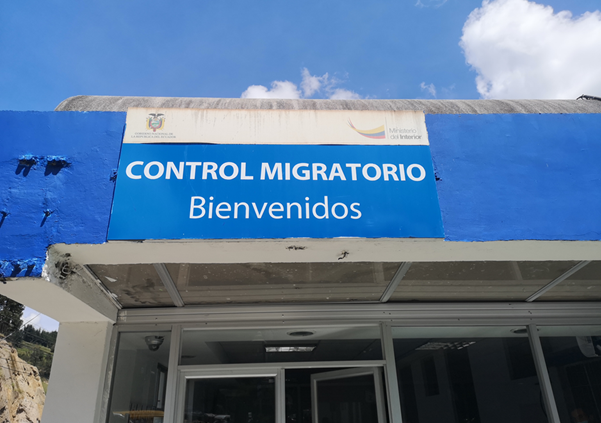 Ministerio
del Interior
CONTROL MIGRATORIO
Bienvenidos